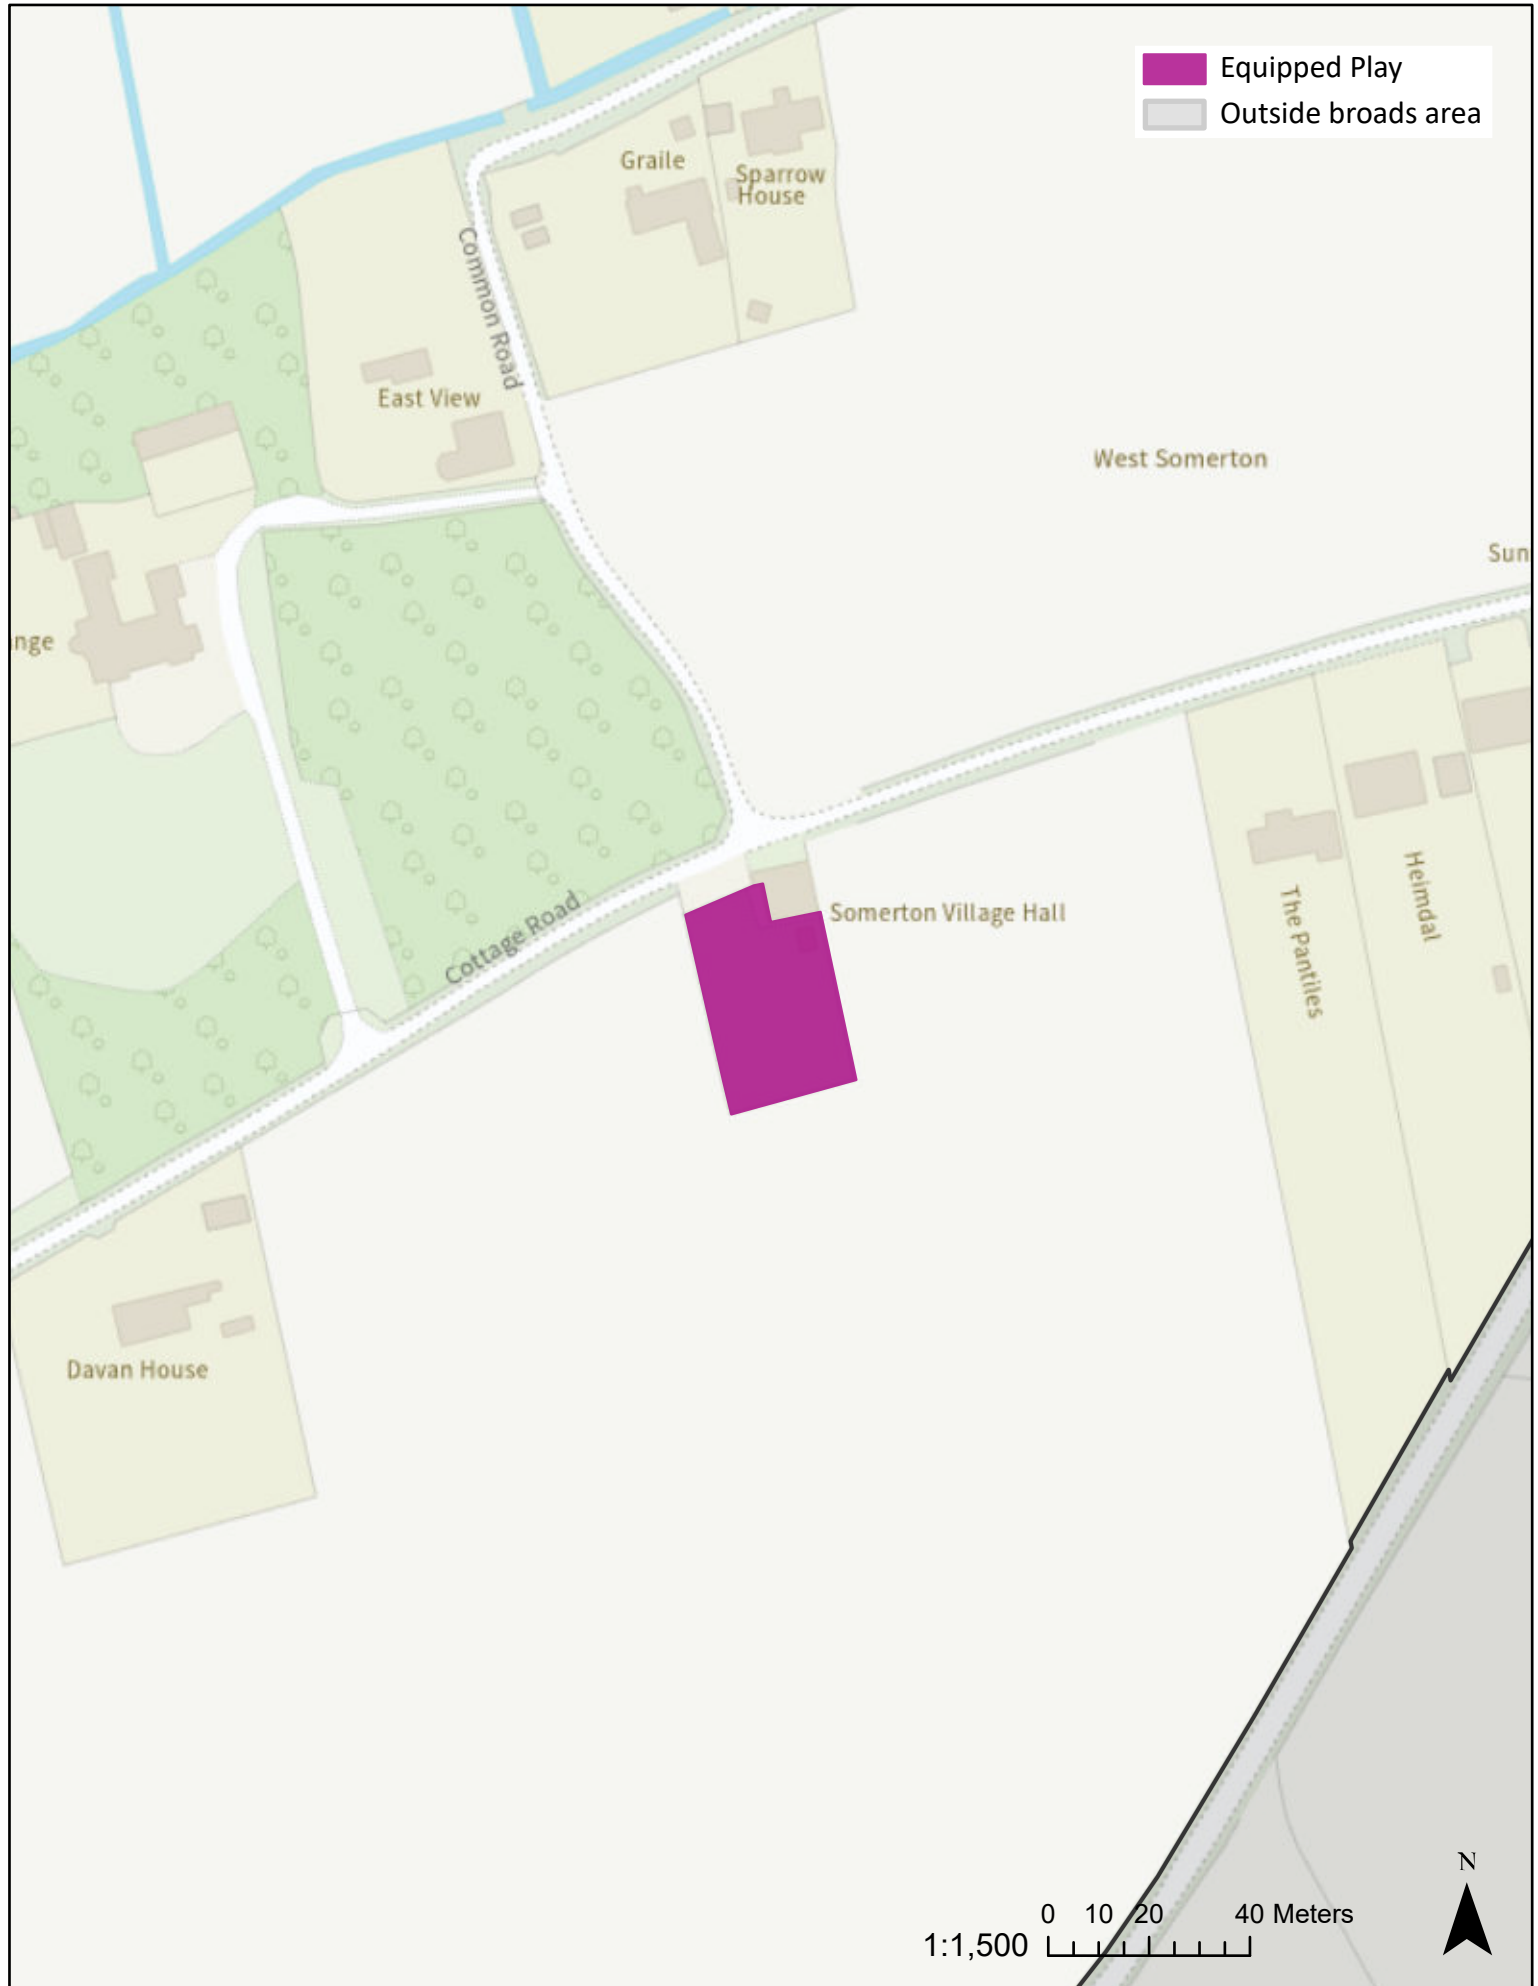 Equipped Play
Outside broads area
Graile
Sparrow
House
Common Road
East View
West Somerton
Sun
nge
Somerton Village Hall
Cottage Road
The Pantiles
Heimdal
Davan House
N
0 10 20 40 Meters
1:1,500